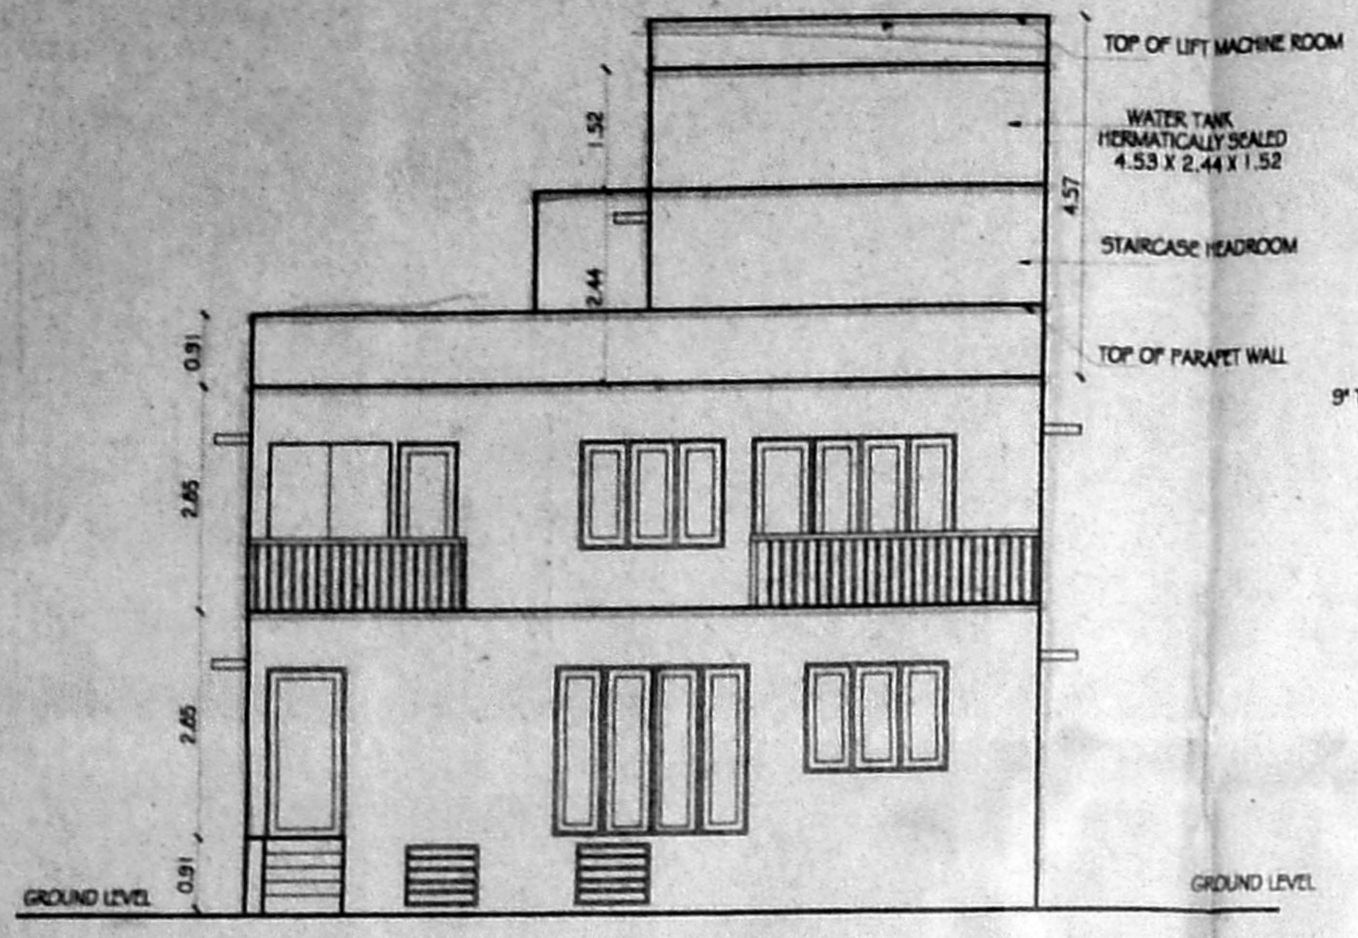 TOP OF LIFT MACHINE ROOM
1.52
WATER TANK
HERMATICALLY SEALED
4.53 X 2.44 X 1.52
4.57
STAIRCASE HEADROOM
2.44
0.91
TOP OF PARAPET WALL
9"
2.85
2.85
0.91
GROUND LEVEL
GROUND LEVEL